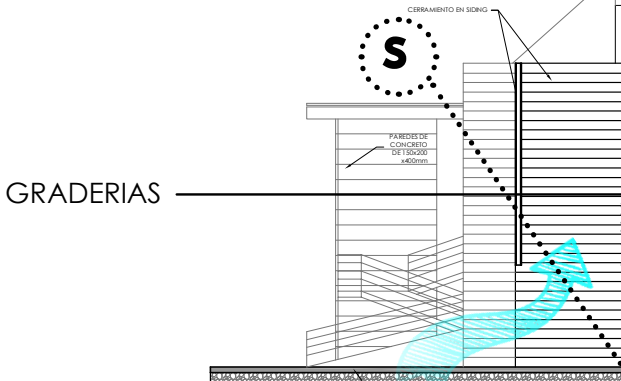 CERRAMIENTO EN SIDING
S
PAREDES DE
CONCRETO
DE 150x200
x400mm
GRADERIAS